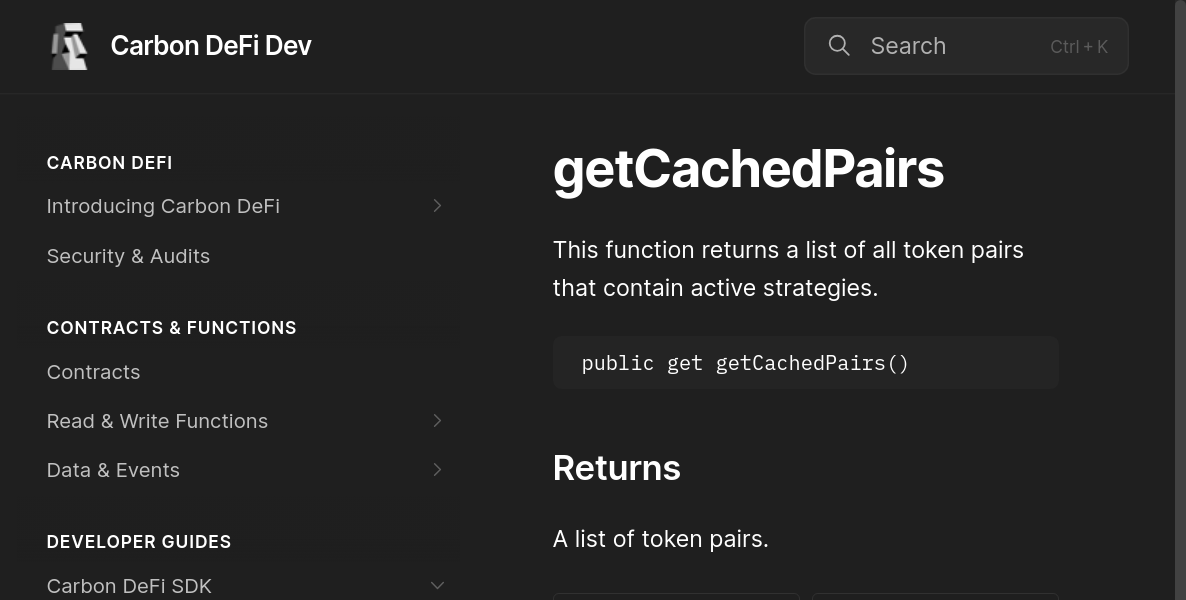 Carbon DeFi Dev
Search
Ctrl + K
CARBON DEFI
Introducing Carbon DeFi
Security & Audits
CONTRACTS & FUNCTIONS
Contracts
Read & Write Functions
Data & Events
DEVELOPER GUIDES
Carbon DeFi SDK
getCachedPairs
This function returns a list of all token pairs
that contain active strategies.
public get getCachedPairs()
Returns
A list of token pairs.